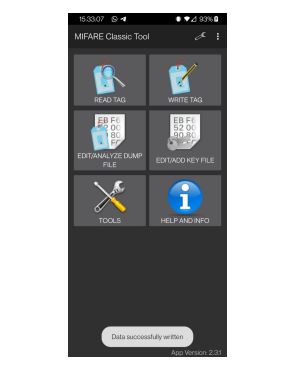 15.33.07 93%
MIFARE Classic Tool
READ TAG
WRITE TAG
EB F6
52 00
90 80
EDIT/ANALYZE DUMP
FILE
EB F6
52 00
90 80
EDIT/ADD KEY FILE
TOOLS
HELP AND INFO
Data successfully written
App Version: 2.3.1